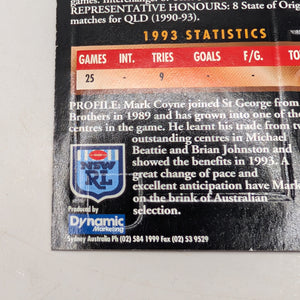 REPRESENTATIVE HONOURS: 8 State of Orig
matches for QLD (1990-93).
1993 STATISTICS
GAMES INT. TRIES GOALS F/G. TO
25 - 9 - -
PROFILE: Mark Coyne joined St George from
Brothers in 1989 and has grown into one of the
centres in the game. He learnt his trade from tw
outstanding centres in Michael
Beattie and Brian Johnston and
showed the benefits in 1993. A
great change of pace and
excellent anticipation have Mark
on the brink of Australian
selection.
NSW
RL
Produced by
Dynamic
Marketing
Sydney Australia Ph (02) 584 1999 Fax 53 9529